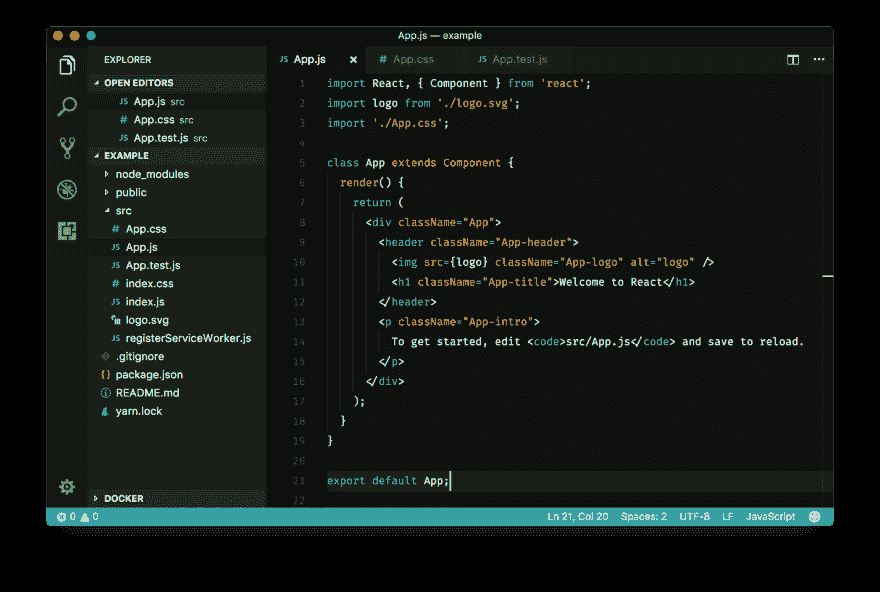 App.js — example
EXPLORER
OPEN EDITORS
JS App.js src
# App.css src
JS App.test.js src
EXAMPLE
node_modules
public
src
# App.css
JS App.js
JS App.test.js
# index.css
JS index.js
logo.svg
JS registerServiceWorker.js
.gitignore
{} package.json
README.md
yarn.lock
DOCKER
JS App.js × # App.css JS App.test.js
1 import React, { Component } from 'react';
2 import logo from './logo.svg';
3 import './App.css';
4
5 class App extends Component {
6 render() {
7 return (
8 <div className="App">
9 <header className="App-header">
10 <img src={logo} className="App-logo" alt="logo" />
11 <h1 className="App-title">Welcome to React</h1>
12 </header>
13 <p className="App-intro">
14 To get started, edit <code>src/App.js</code> and save to reload.
15 </p>
16 </div>
17 );
18 }
19 }
20
21 export default App;
22
0 0 Ln 21, Col 20 Spaces: 2 UTF-8 LF JavaScript